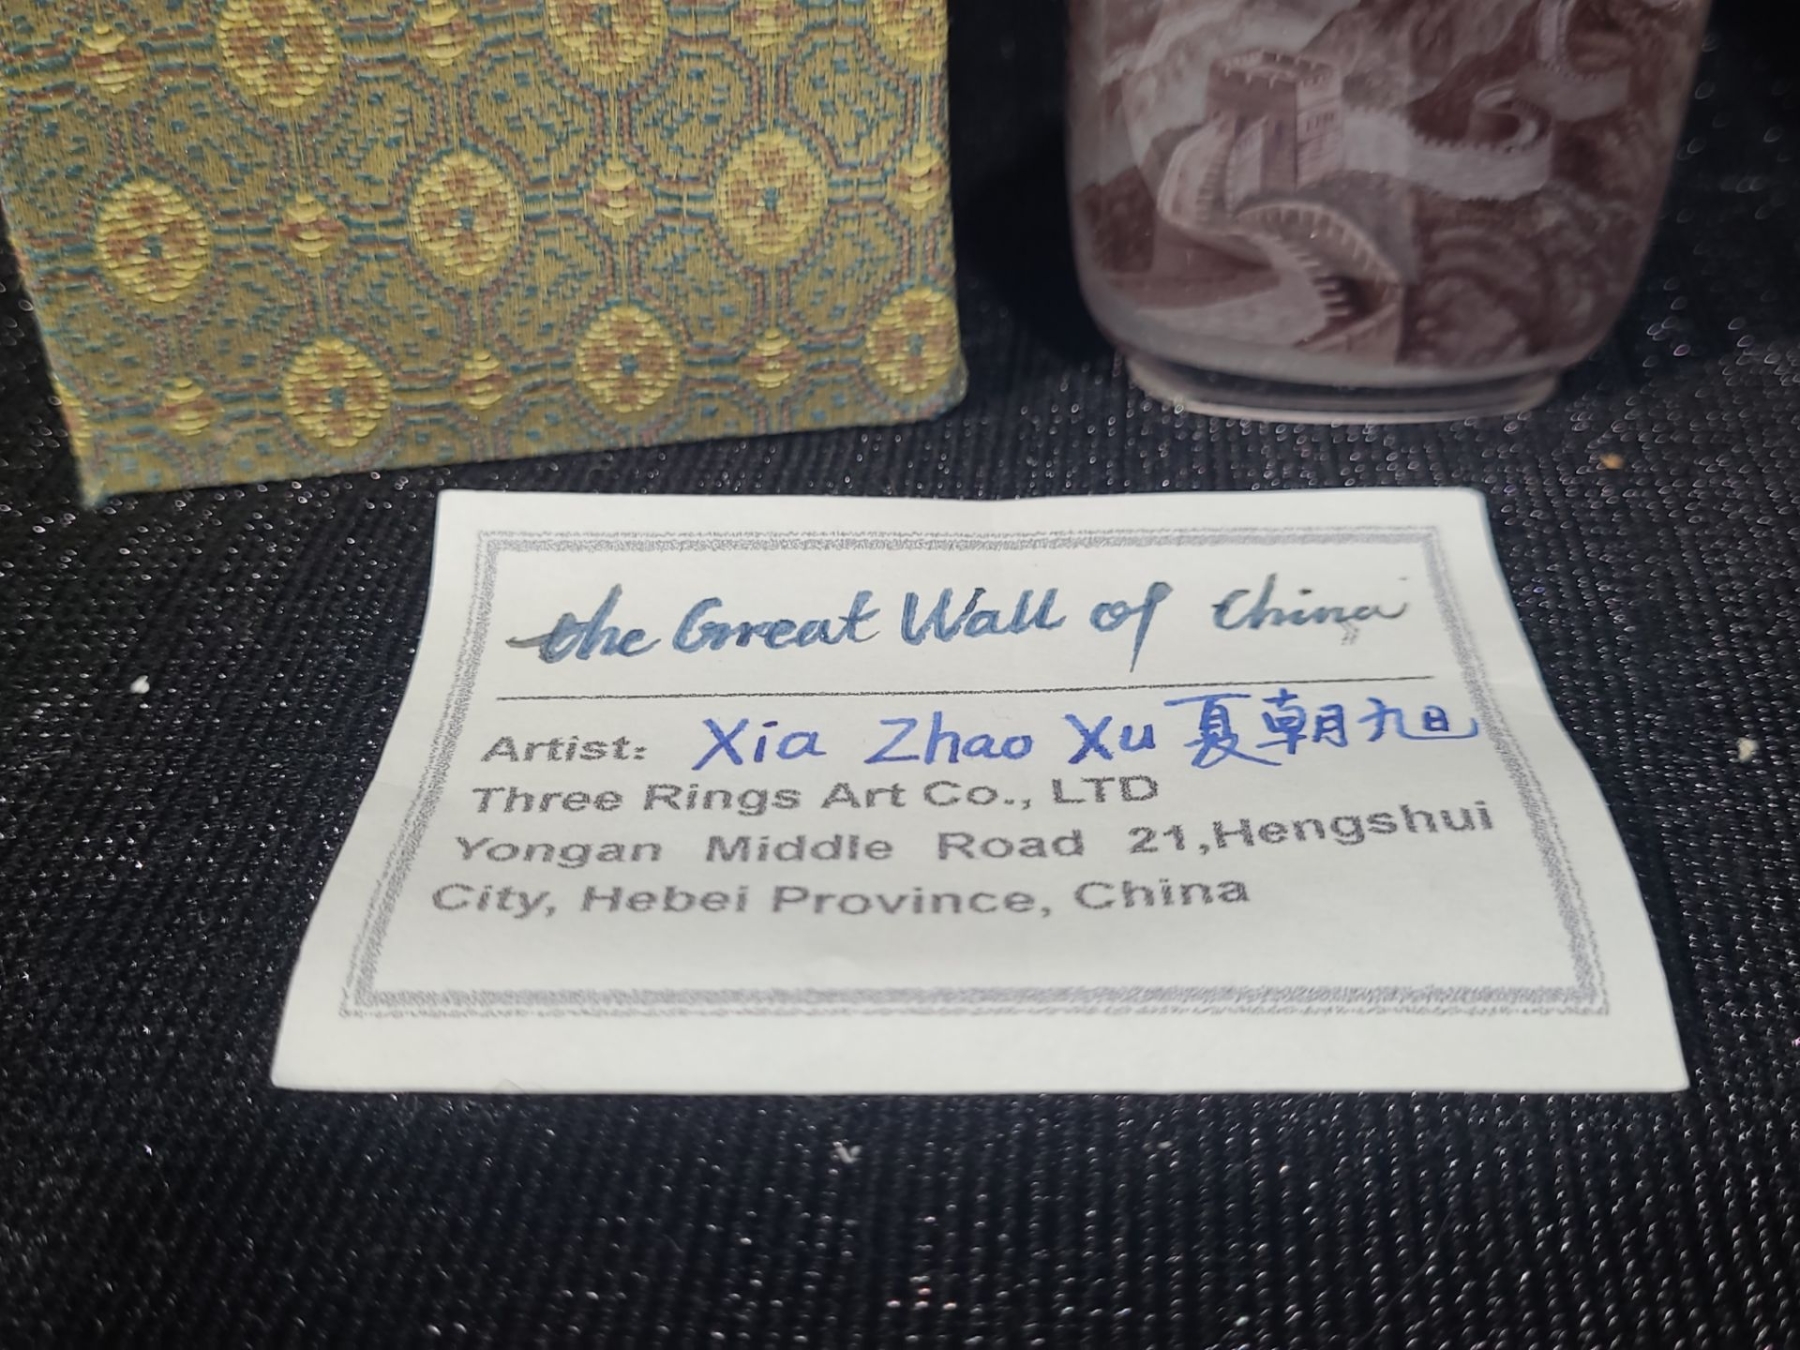 the Great Wall of China
Artist: Xia Zhao Xu 夏朝旭
Three Rings Art Co., LTD
Yongan Middle Road 21,Hengshui
City, Hebei Province, China